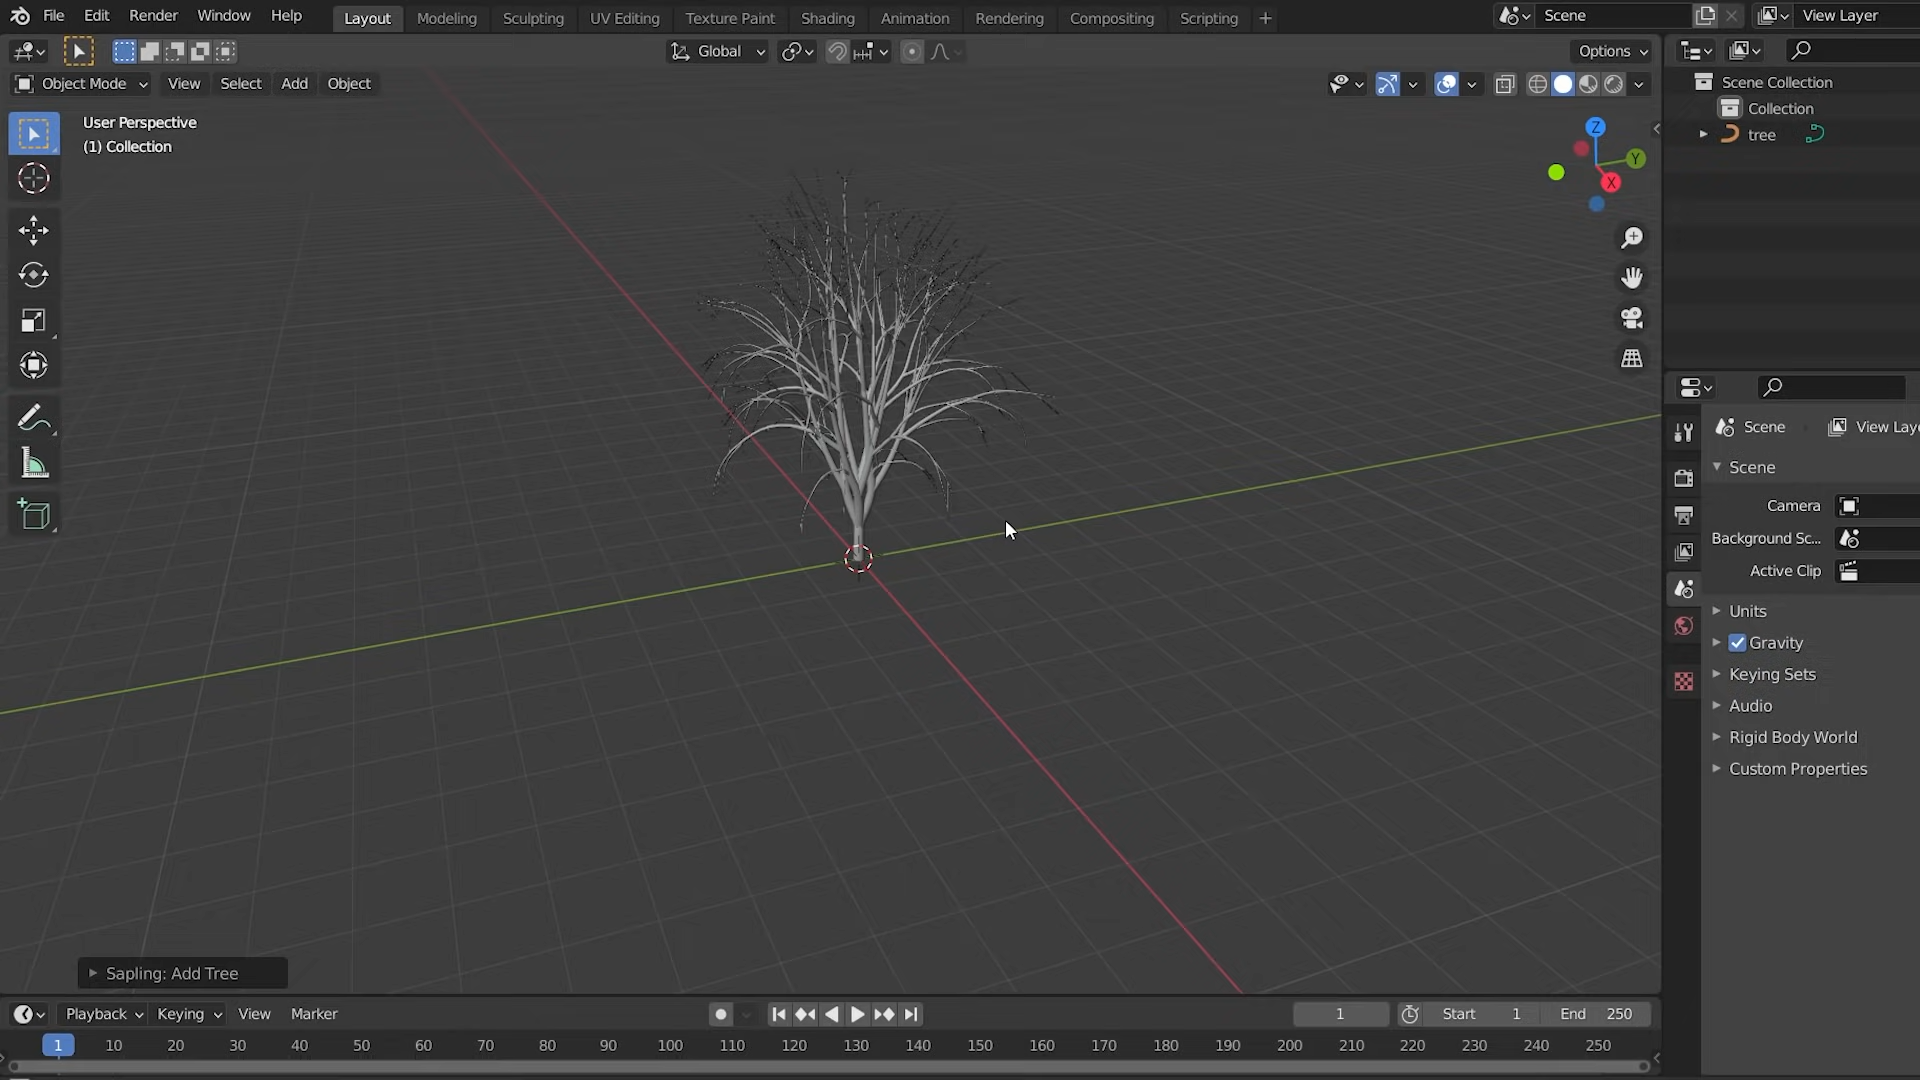 File Edit Render Window Help Layout Modeling Sculpting UV Editing Texture Paint Shading Animation Rendering Compositing Scripting + Scene View Layer
Global Options
Object Mode View Select Add Object
User Perspective
(1) Collection
Z
Y
X
Scene Collection
Collection
tree
Scene View Laye
Scene
Camera
Background Sc...
Active Clip
Units
Gravity
Keying Sets
Audio
Rigid Body World
Custom Properties
Sapling: Add Tree
Playback Keying View Marker 1 Start 1 End 250
1 10 20 30 40 50 60 70 80 90 100 110 120 130 140 150 160 170 180 190 200 210 220 230 240 250